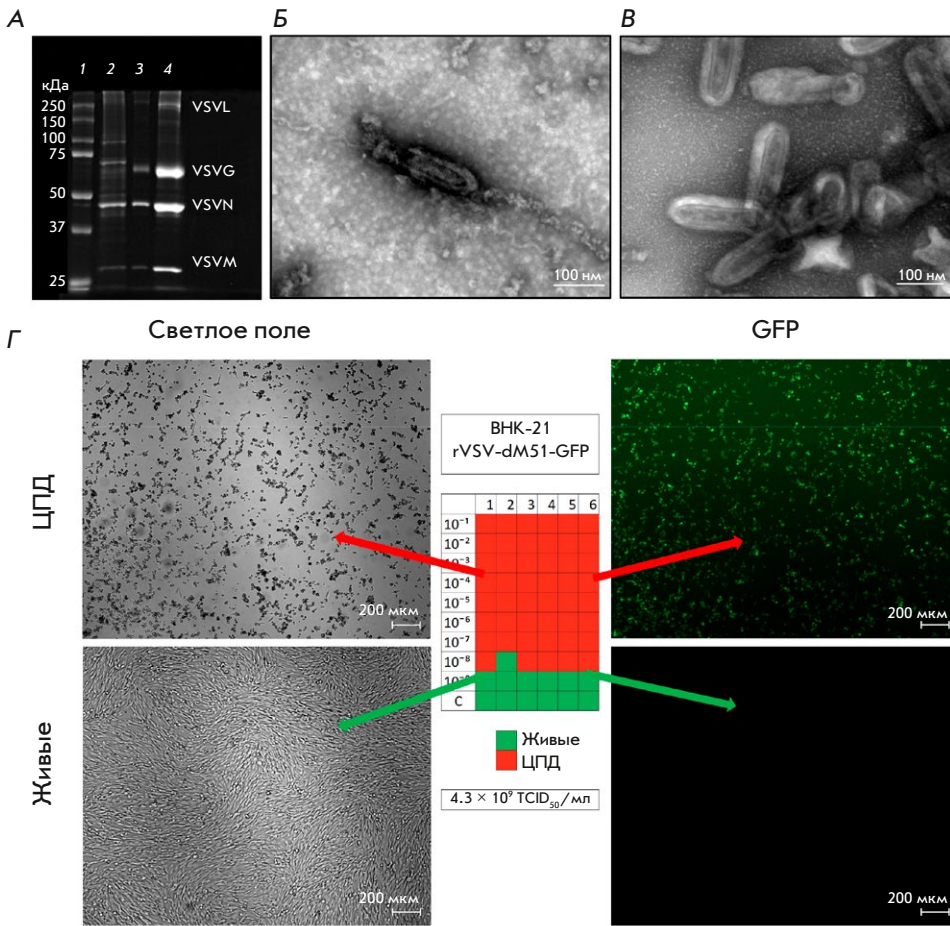 А
Б
В
1 2 3 4
кДа
250
150
100
75
50
37
25
VSVL
VSVG
VSVN
VSVM
100 нм
100 нм
Г
Светлое поле
GFP
ЦПД
Живые
200 мкм
200 мкм
200 мкм
200 мкм
BHK-21
rVSV-dM51-GFP
1 2 3 4 5 6
10⁻¹
10⁻²
10⁻³
10⁻⁴
10⁻⁵
10⁻⁶
10⁻⁷
10⁻⁸
C
Живые
ЦПД
4.3 × 10⁹ TCID₅₀/мл